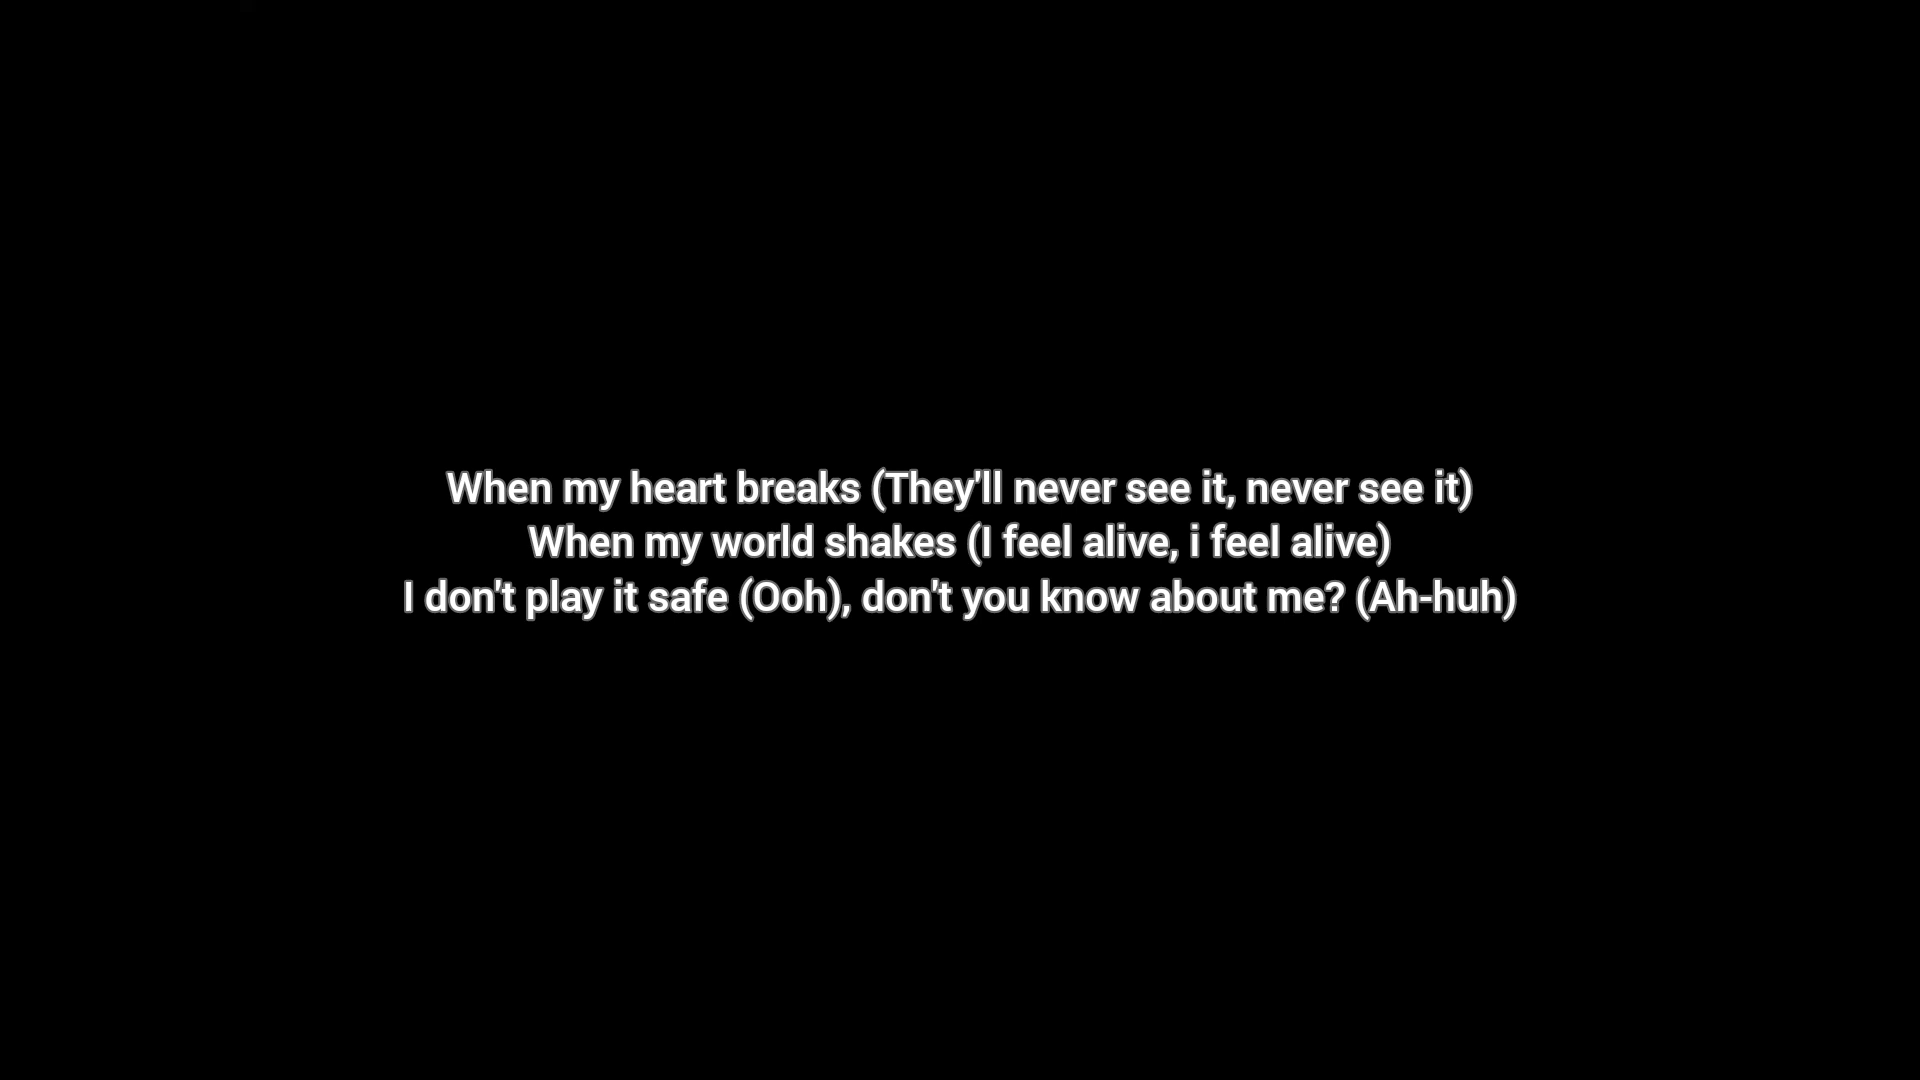 When my heart breaks (They'll never see it, never see it)
When my world shakes (I feel alive, i feel alive)
I don't play it safe (Ooh), don't you know about me? (Ah-huh)